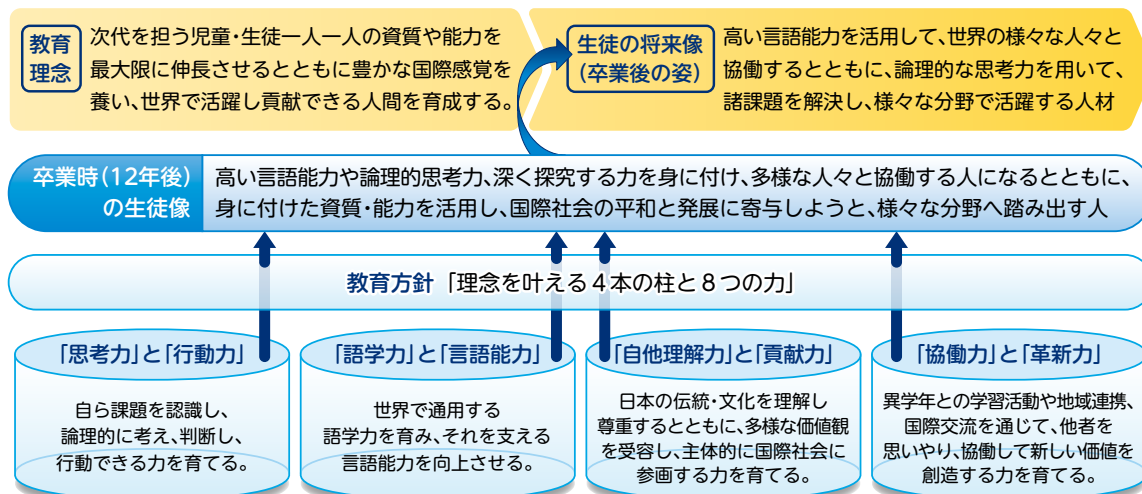 教育
理念
次代を担う児童・生徒一人一人の資質や能力を
最大限に伸長させるとともに豊かな国際感覚を
養い、世界で活躍し貢献できる人間を育成する。
生徒の将来像
(卒業後の姿)
高い言語能力を活用して、世界の様々な人々と
協働するとともに、論理的な思考力を用いて、
諸課題を解決し、様々な分野で活躍する人材
卒業時(12年後)
の生徒像
高い言語能力や論理的思考力、深く探究する力を身に付け、多様な人々と協働する人になるとともに、
身に付けた資質・能力を活用し、国際社会の平和と発展に寄与しようと、様々な分野へ踏み出す人
教育方針「理念を叶える4本の柱と8つの力」
「思考力」と「行動力」
自ら課題を認識し、
論理的に考え、判断し、
行動できる力を育てる。
「語学力」と「言語能力」
世界で通用する
語学力を育み、それを支える
言語能力を向上させる。
「自他理解力」と「貢献力」
日本の伝統・文化を理解し
尊重するとともに、多様な価値観
を受容し、主体的に国際社会に
参画する力を育てる。
「協働力」と「革新力」
異学年との学習活動や地域連携、
国際交流を通じて、他者を
思いやり、協働して新しい価値を
創造する力を育てる。